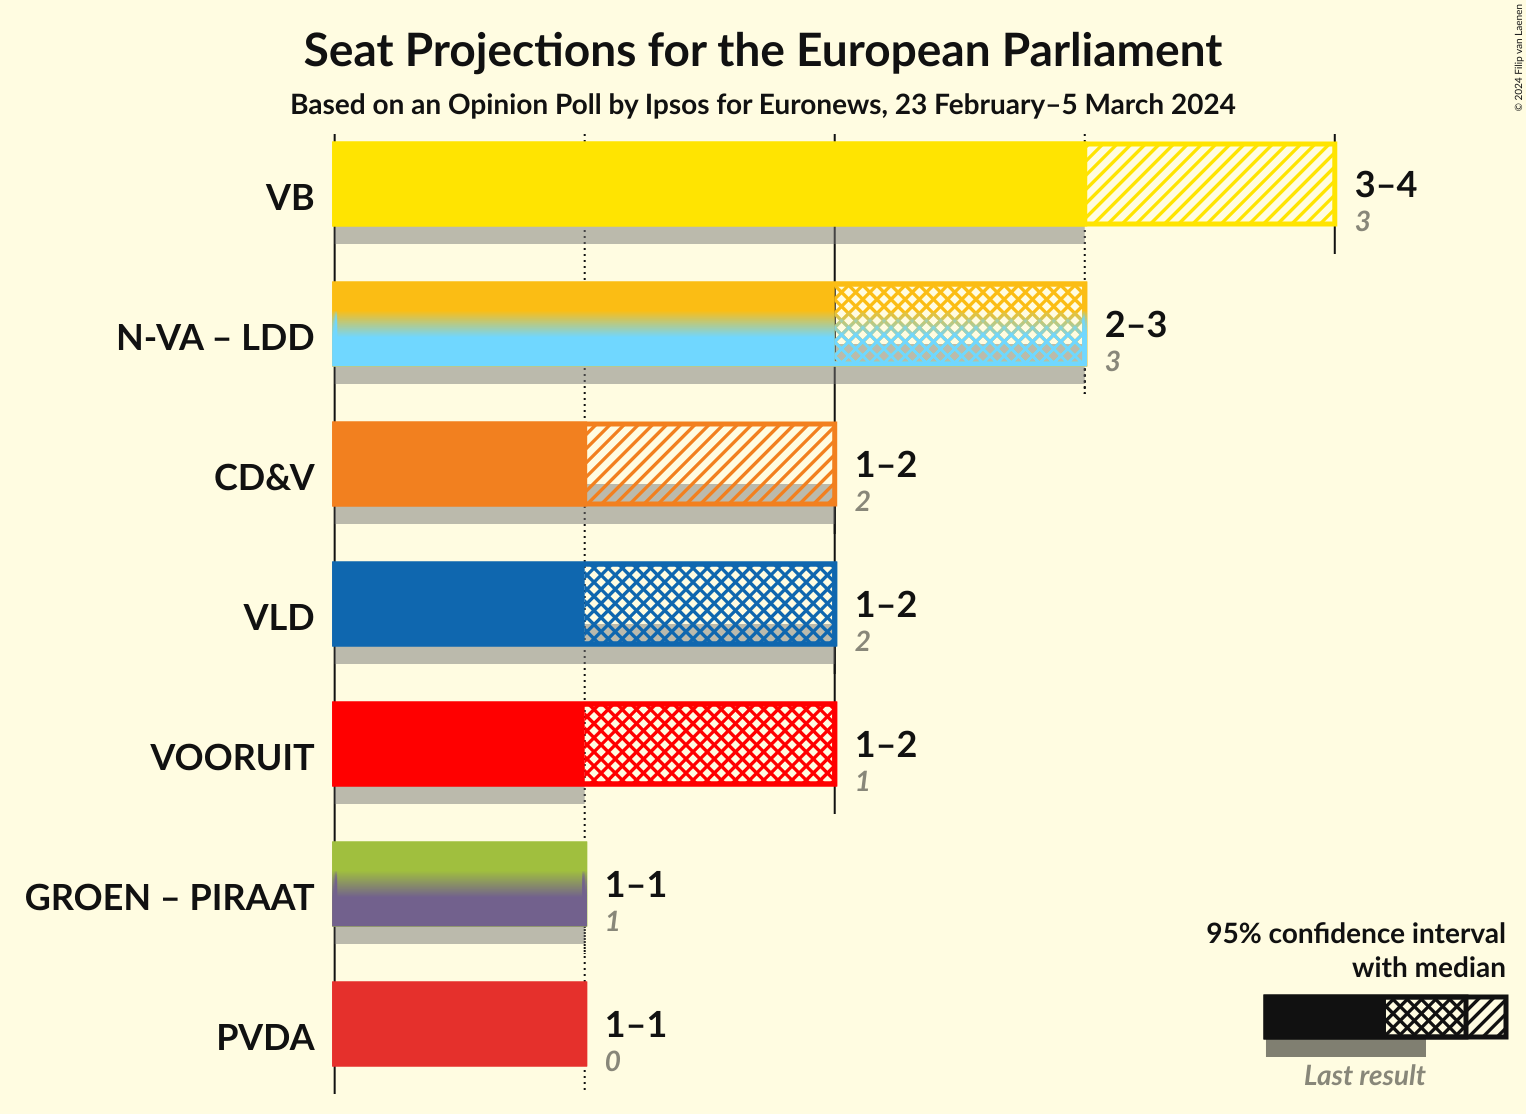 Seat Projections for the European Parliament
Based on an Opinion Poll by Ipsos for Euronews, 23 February–5 March 2024
© 2024 Filip van Laenen
VB
3–4
3
N-VA – LDD
2–3
3
CD&V
1–2
2
VLD
1–2
2
VOORUIT
1–2
1
GROEN – PIRAAT
1–1
1
PVDA
1–1
0
95% confidence interval
with median
Last result